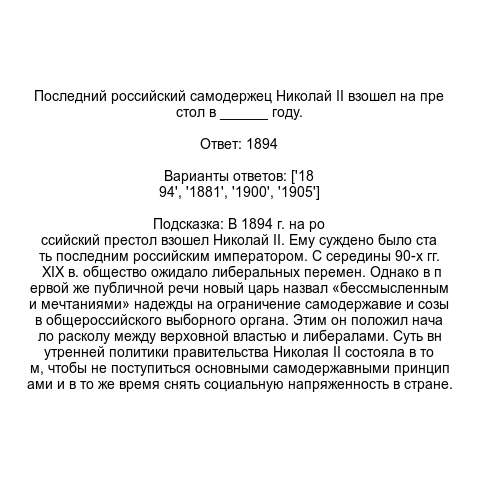 Последний российский самодержец Николай II взошел на пре
стол в ______ году.
Ответ: 1894
Варианты ответов: ['18
94', '1881', '1900', '1905']
Подсказка: В 1894 г. на ро
ссийский престол взошел Николай II. Ему суждено было ста
ть последним российским императором. С середины 90-х гг.
XIX в. общество ожидало либеральных перемен. Однако в п
ервой же публичной речи новый царь назвал «бессмысленным
и мечтаниями» надежды на ограничение самодержавие и созы
в общероссийского выборного органа. Этим он положил нача
ло расколу между верховной властью и либералами. Суть вн
утренней политики правительства Николая II состояла в то
м, чтобы не поступиться основными самодержавными принцип
ами и в то же время снять социальную напряженность в стране.